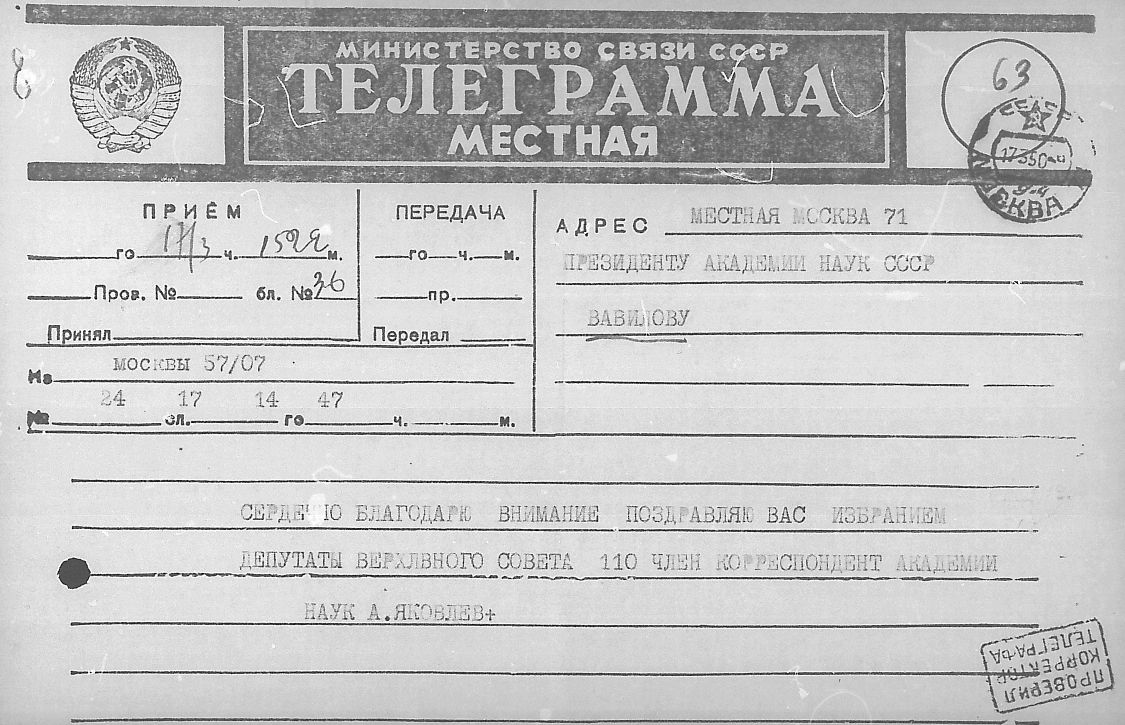 МИНИСТЕРСТВО СВЯЗИ СССР
ТЕЛЕГРАММА
МЕСТНАЯ
63
17 3 50
МОСКВА
ПРИЁМ
го 17/3 ч. 1522 м.
Пров. № бл. № 36
Принял
ПЕРЕДАЧА
го ч. м.
пр.
Передал
АДРЕС МЕСТНАЯ МОСКВА 71
ПРЕЗИДЕНТУ АКАДЕМИИ НАУК СССР
ВАВИЛОВУ
Из МОСКВЫ 57/07
24 17 14 47
№ сл. го ч. м.
СЕРДЕЧНО БЛАГОДАРЮ ВНИМАНИЕ ПОЗДРАВЛЯЮ ВАС ИЗБРАНИЕМ
ДЕПУТАТЫ ВЕРХЛВНОГО СОВЕТА 110 ЧЛЕН КОРРЕСПОНДЕНТ АКАДЕМИИ
НАУК А.ЯКОВЛЕВ+
ПРОВЕРИЛ
КОРРЕКТОР
ТЕЛЕГРАФА